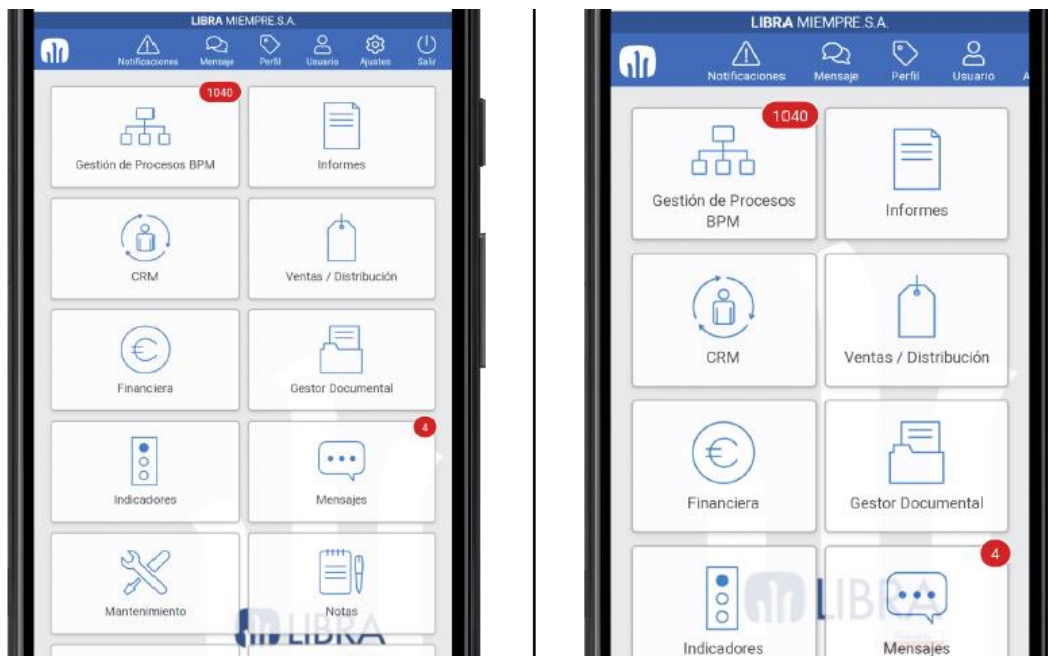 LIBRA MIEMPRE.S.A.
Notificaciones Mensaje Perfil Usuario Ajustes Salir
1040
Gestión de Procesos BPM Informes
CRM Ventas / Distribución
Financiera Gestor Documental
4
Indicadores Mensajes
Mantenimiento Notas
LIBRA
LIBRA MIEMPRE.S.A.
Notificaciones Mensaje Perfil Usuario A
1040
Gestión de Procesos
BPM
Informes
CRM Ventas / Distribución
Financiera Gestor Documental
4
LIBRA
Indicadores Mensajes